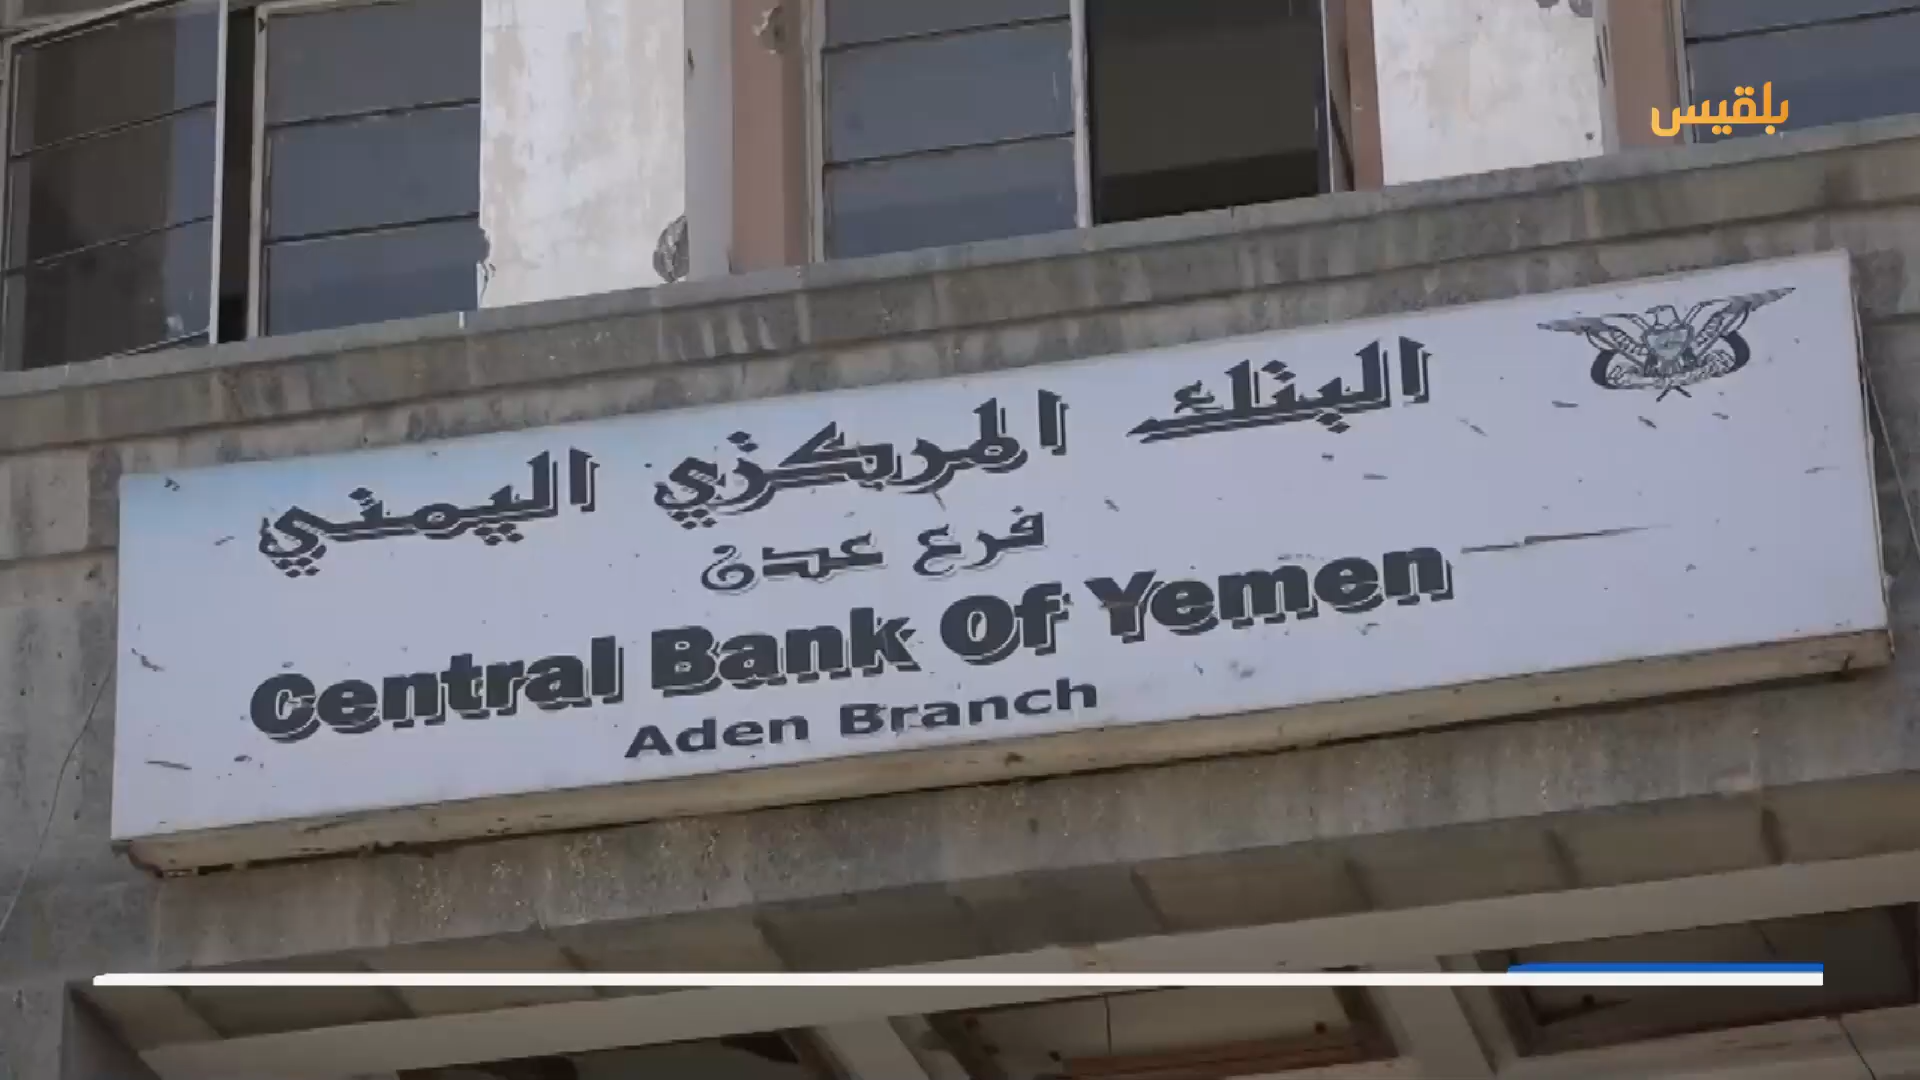 بلقيس
البنك المركزي اليمني
فرع عدن
Central Bank Of Yemen
Aden Branch